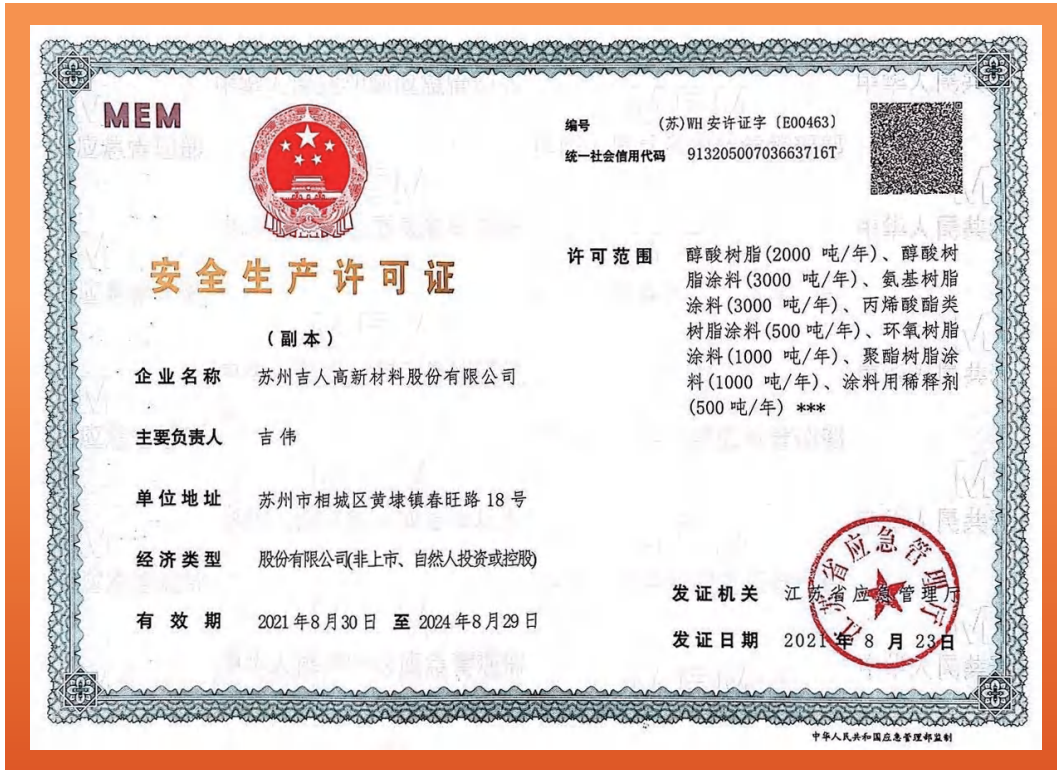 MEM
编号 (苏)WH安许证字〔E00463〕
统一社会信用代码 91320500703663716T
安全生产许可证
(副本)
企业名称 苏州吉人高新材料股份有限公司
主要负责人 吉伟
单位地址 苏州市相城区黄埭镇春旺路18号
经济类型 股份有限公司(非上市、自然人投资或控股)
有效期 2021年8月30日 至 2024年8月29日
许可范围 醇酸树脂(2000 吨/年)、醇酸树
脂涂料(3000 吨/年)、氨基树脂
涂料(3000 吨/年)、丙烯酸酯类
树脂涂料(500吨/年)、环氧树脂
涂料(1000 吨/年)、聚酯树脂涂
料(1000 吨/年)、涂料用稀释剂
(500吨/年) ***
江苏省应急管理厅
发证机关 江苏省应急管理厅
发证日期 2021年8月23日
中华人民共和国应急管理部监制